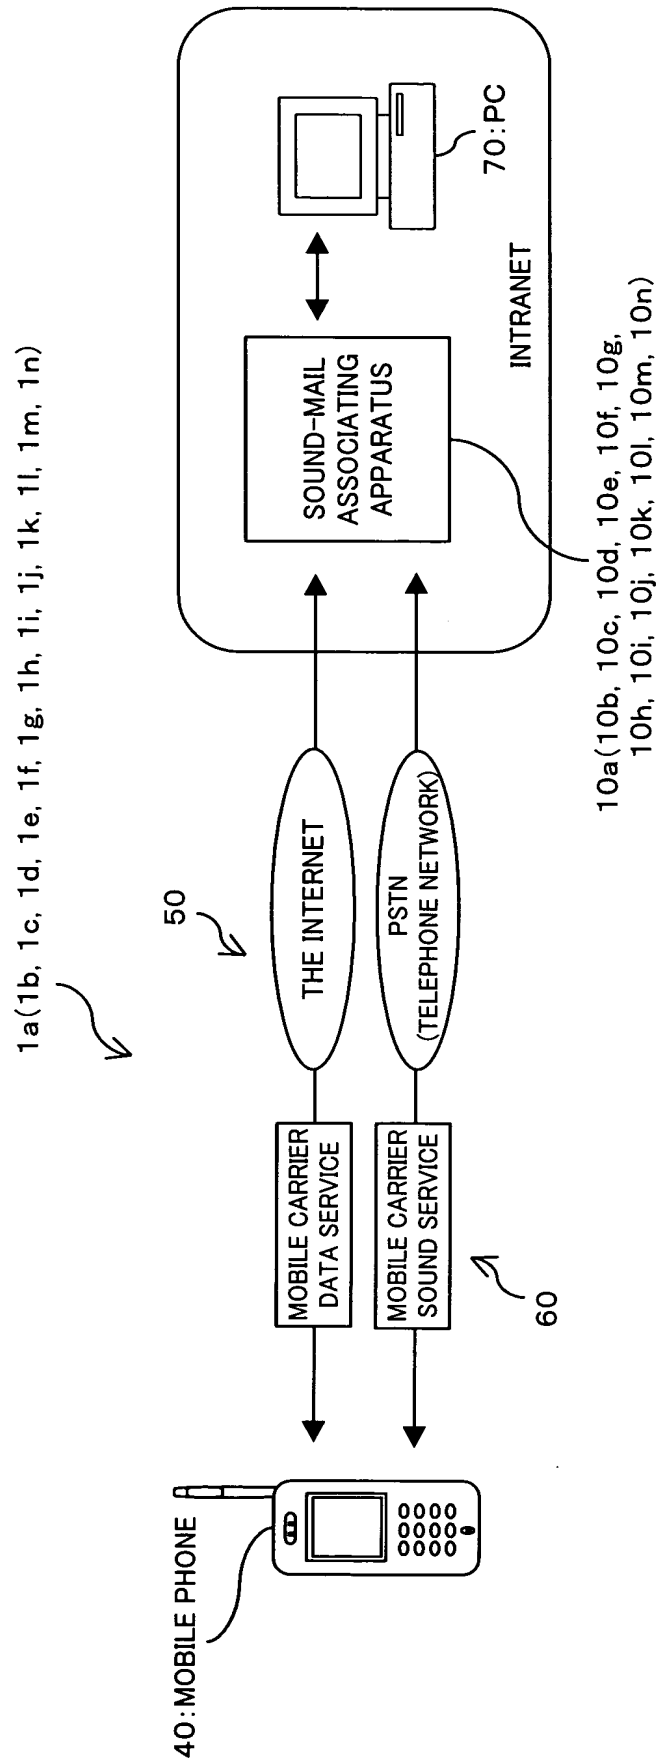 1a(1b, 1c, 1d, 1e, 1f, 1g, 1h, 1i, 1j, 1k, 1l, 1m, 1n)
40:MOBILE PHONE
MOBILE CARRIER
DATA SERVICE
50
THE INTERNET
MOBILE CARRIER
SOUND SERVICE
60
PSTN
(TELEPHONE NETWORK)
SOUND-MAIL
ASSOCIATING
APPARATUS
70:PC
INTRANET
10a(10b, 10c, 10d, 10e, 10f, 10g,
10h, 10i, 10j, 10k, 10l, 10m, 10n)